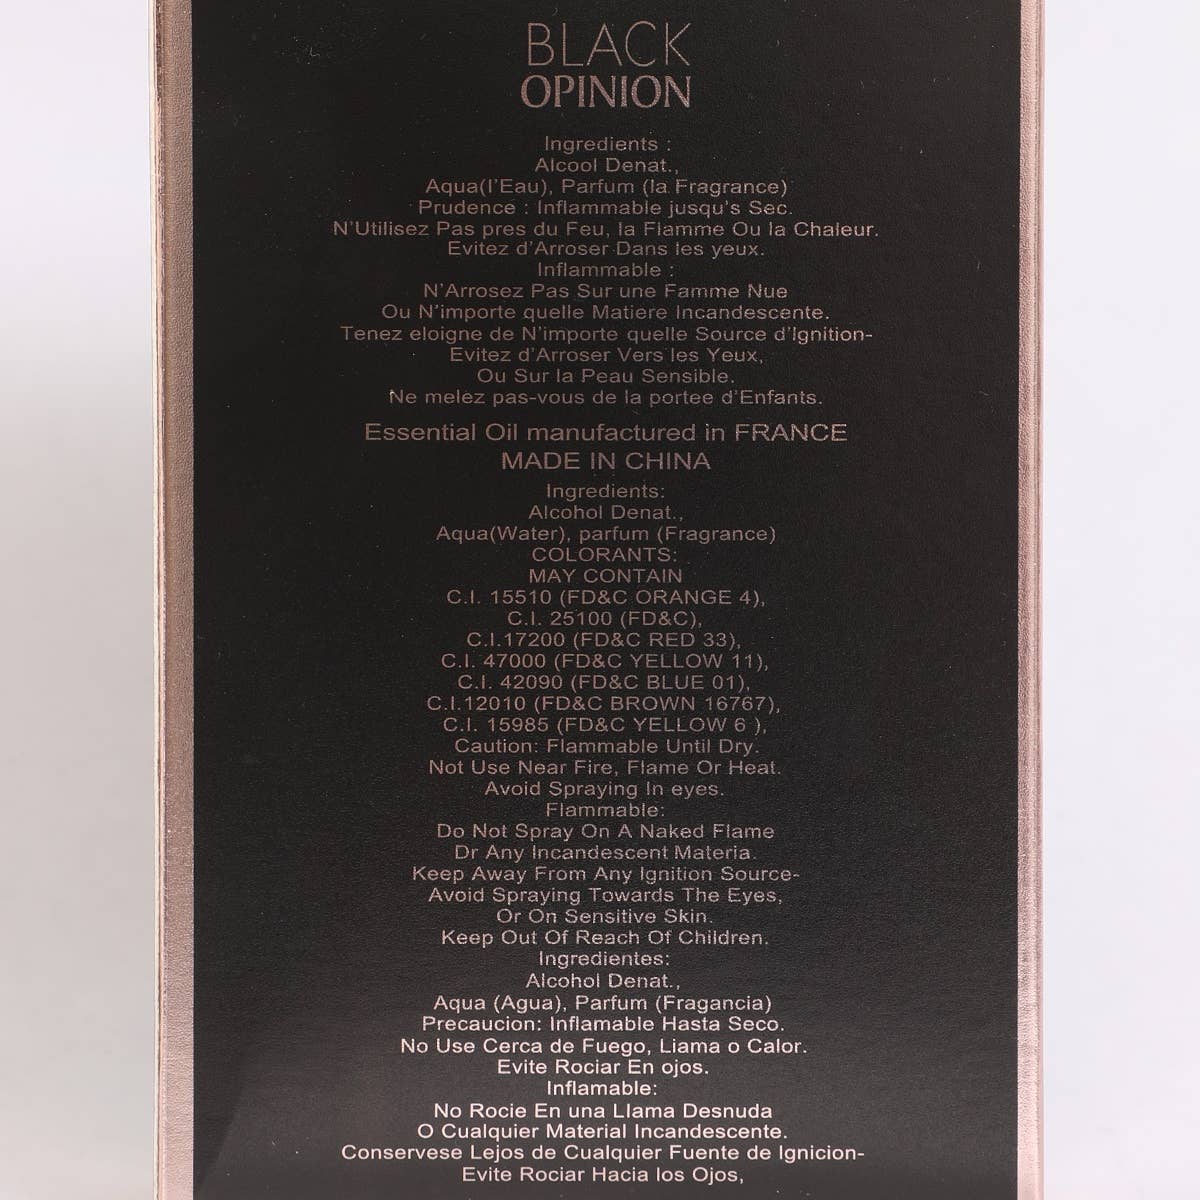 BLACK
OPINION
Ingredients :
Alcool Denat.,
Aqua(l'Eau), Parfum (la Fragrance)
Prudence : Inflammable jusqu's Sec.
N'Utilisez Pas pres du Feu, la Flamme Ou la Chaleur.
Evitez d'Arroser Dans les yeux.
Inflammable :
N'Arrosez Pas Sur une Famme Nue
Ou N'importe quelle Matiere Incandescente.
Tenez eloigne de N'importe quelle Source d'Ignition-
Evitez d'Arroser Vers les Yeux,
Ou Sur la Peau Sensible.
Ne melez pas-vous de la portee d'Enfants.
Essential Oil manufactured in FRANCE
MADE IN CHINA
Ingredients:
Alcohol Denat.,
Aqua(Water), parfum (Fragrance)
COLORANTS:
MAY CONTAIN
C.I. 15510 (FD&C ORANGE 4),
C.I. 25100 (FD&C),
C.I.17200 (FD&C RED 33),
C.I. 47000 (FD&C YELLOW 11),
C.I. 42090 (FD&C BLUE 01),
C.I.12010 (FD&C BROWN 16767),
C.I. 15985 (FD&C YELLOW 6 ),
Caution: Flammable Until Dry.
Not Use Near Fire, Flame Or Heat.
Avoid Spraying In eyes.
Flammable:
Do Not Spray On A Naked Flame
Dr Any Incandescent Materia.
Keep Away From Any Ignition Source-
Avoid Spraying Towards The Eyes,
Or On Sensitive Skin.
Keep Out Of Reach Of Children.
Ingredientes:
Alcohol Denat.,
Aqua (Agua), Parfum (Fragancia)
Precaucion: Inflamable Hasta Seco.
No Use Cerca de Fuego, Liama o Calor.
Evite Rociar En ojos.
Inflamable:
No Rocie En una Llama Desnuda
O Cualquier Material Incandescente.
Conservese Lejos de Cualquier Fuente de Ignicion-
Evite Rociar Hacia los Ojos,